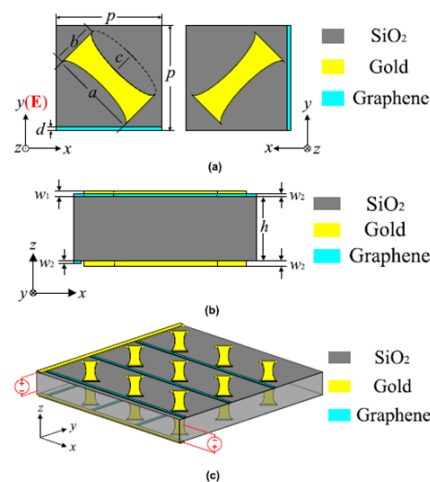 p
b
c
a
p
d
y(E)
z
x
y
x
z
SiO₂
Gold
Graphene
(a)
w₁
w₂
h
w₂
w₂
z
y
x
SiO₂
Gold
Graphene
(b)
z
y
x
SiO₂
Gold
Graphene
(c)